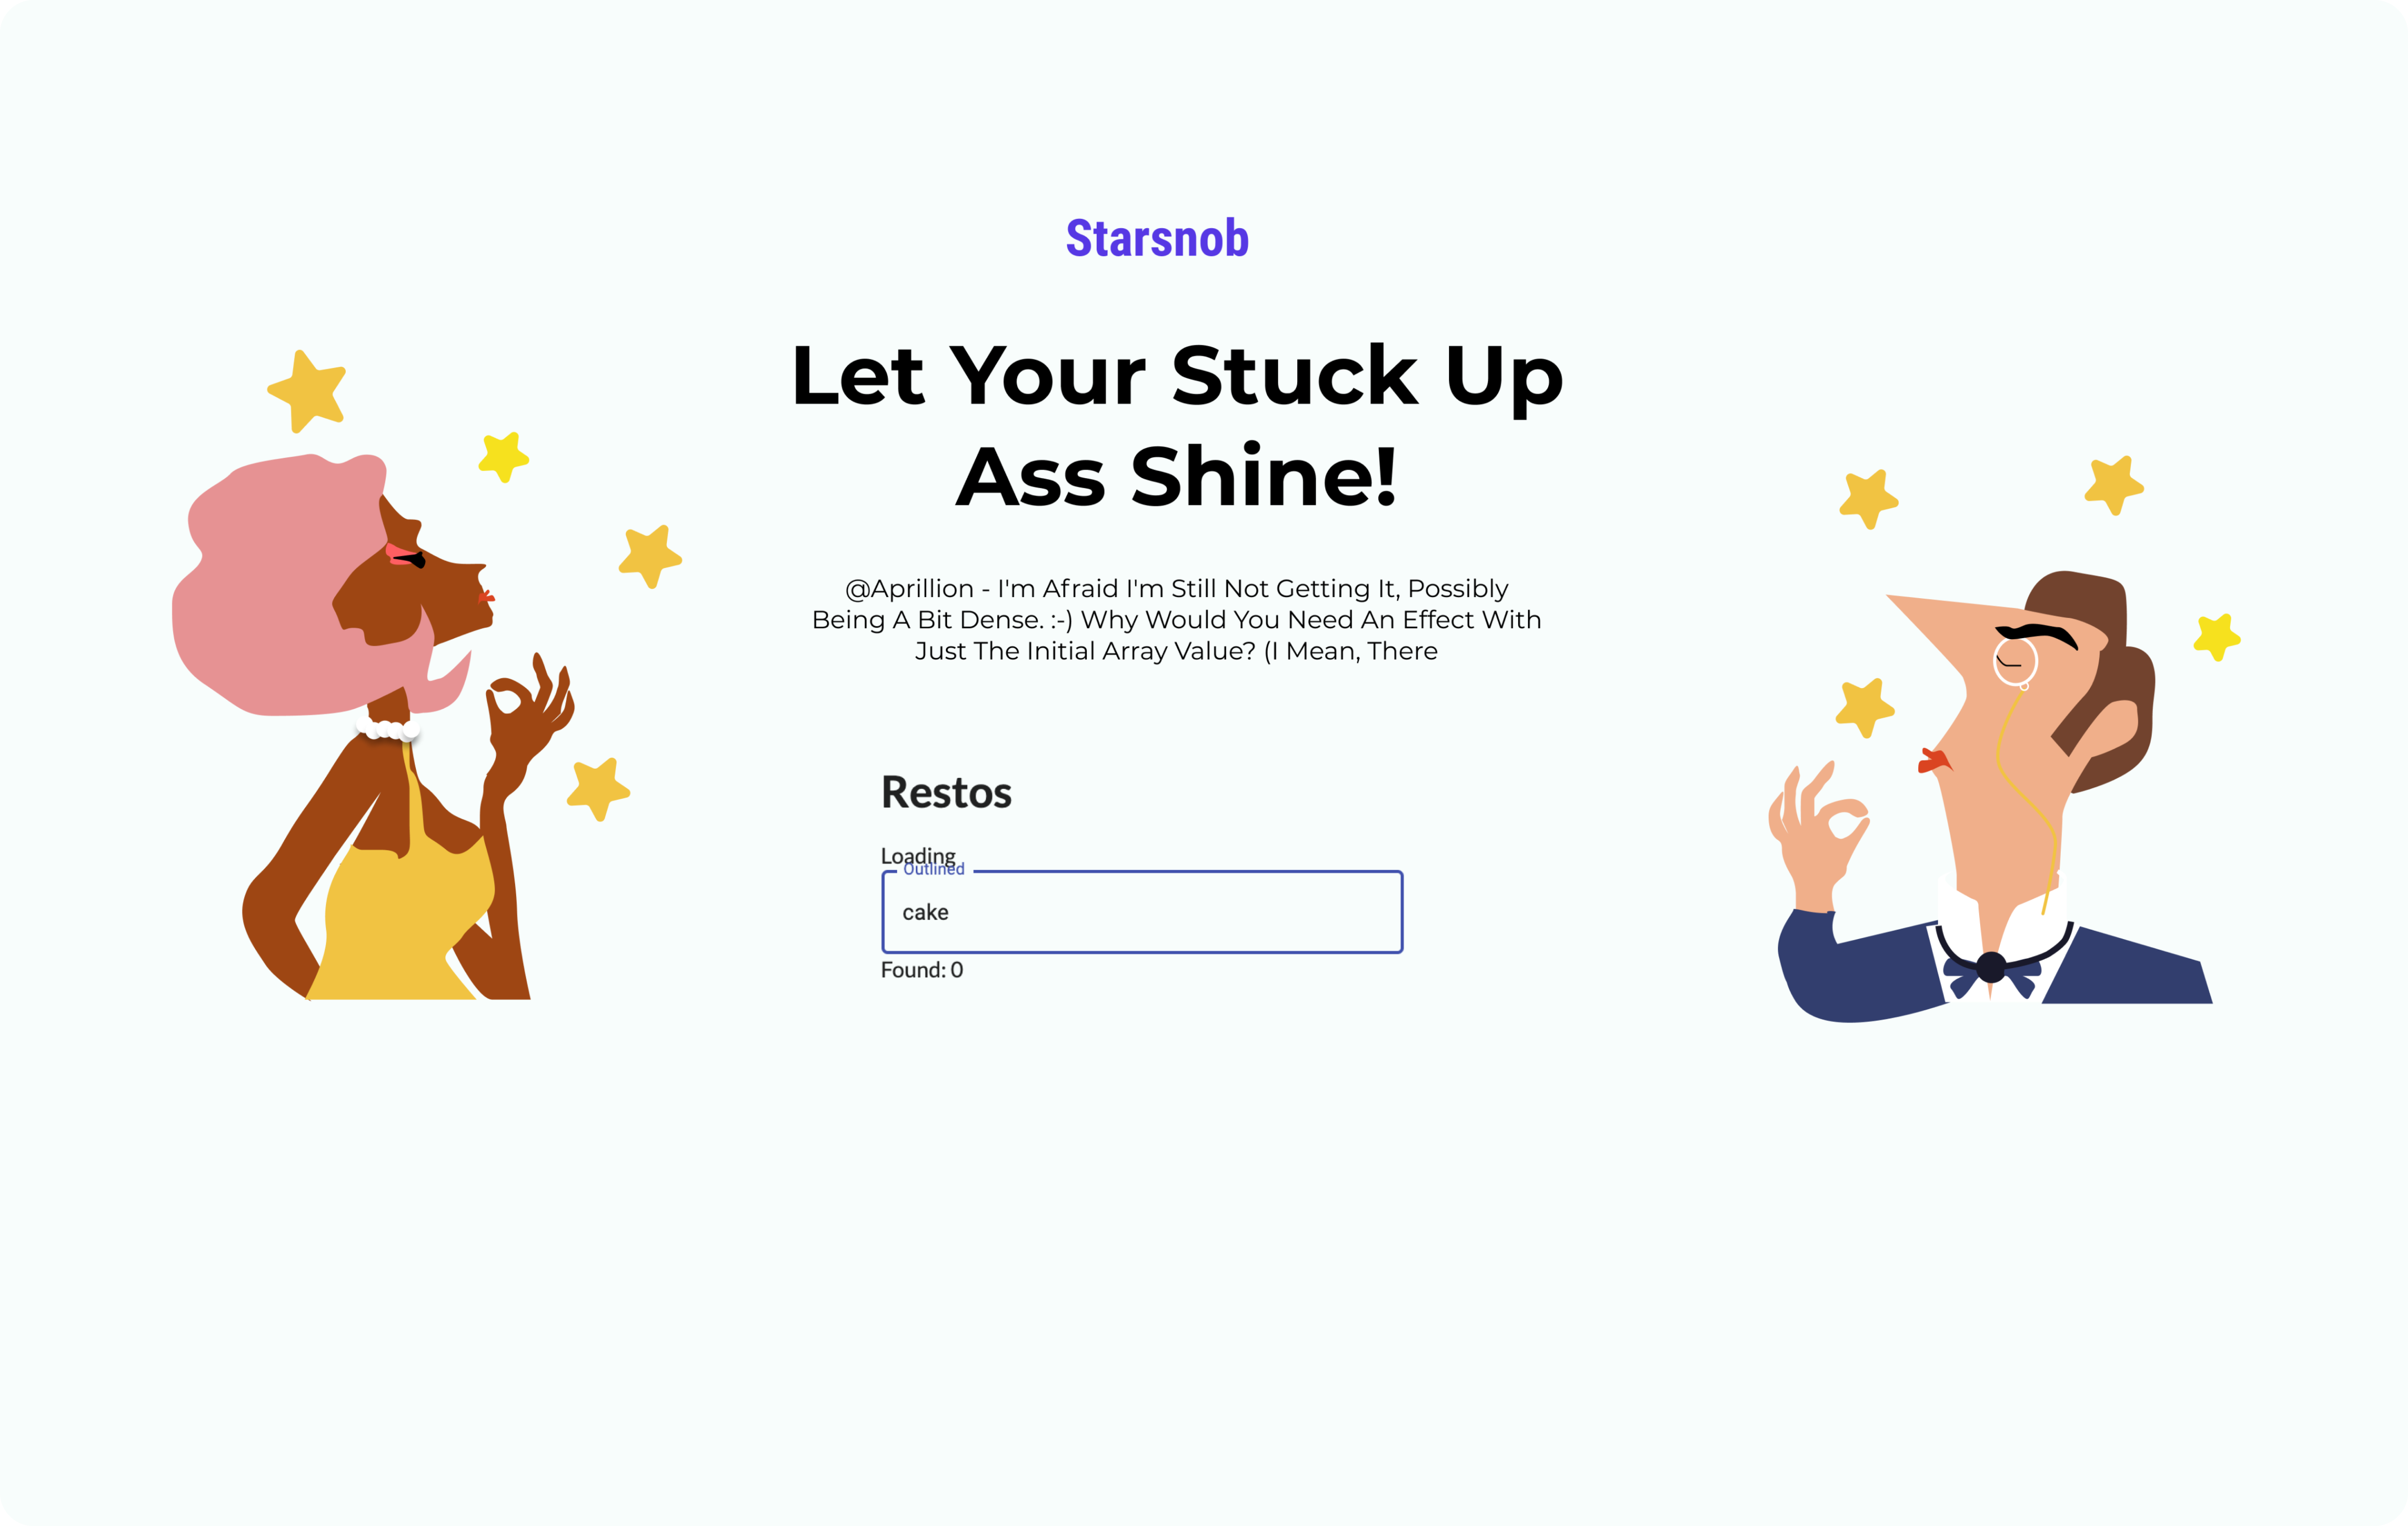 Starsnob
Let Your Stuck Up
Ass Shine!
@Aprillion - I'm Afraid I'm Still Not Getting It, Possibly
Being A Bit Dense. :-) Why Would You Need An Effect With
Just The Initial Array Value? (I Mean, There
Restos
Loading
Outlined
cake
Found: 0